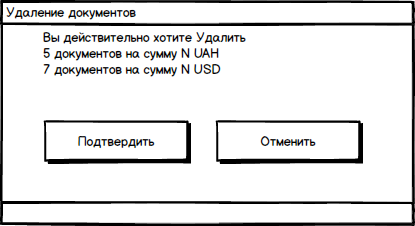 Удаление документов
Вы действительно хотите Удалить
5 документов на сумму N UAH
7 документов на сумму N USD
Подтвердить
Отменить